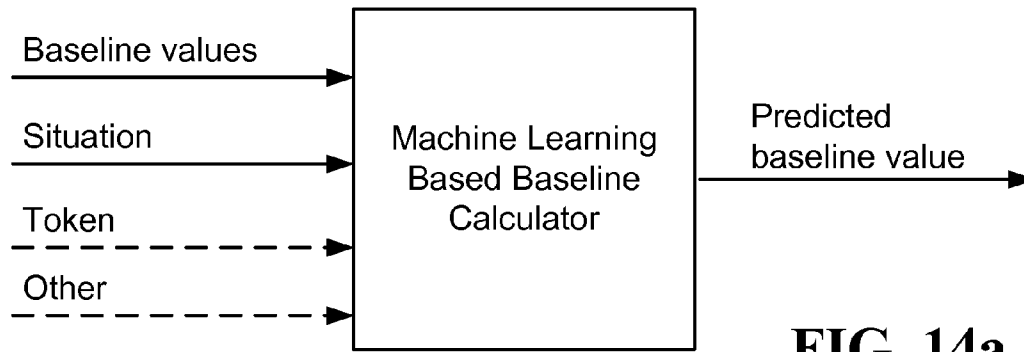 Baseline values
Situation
Token
Other
Machine Learning
Based Baseline
Calculator
Predicted
baseline value
FIG. 14a